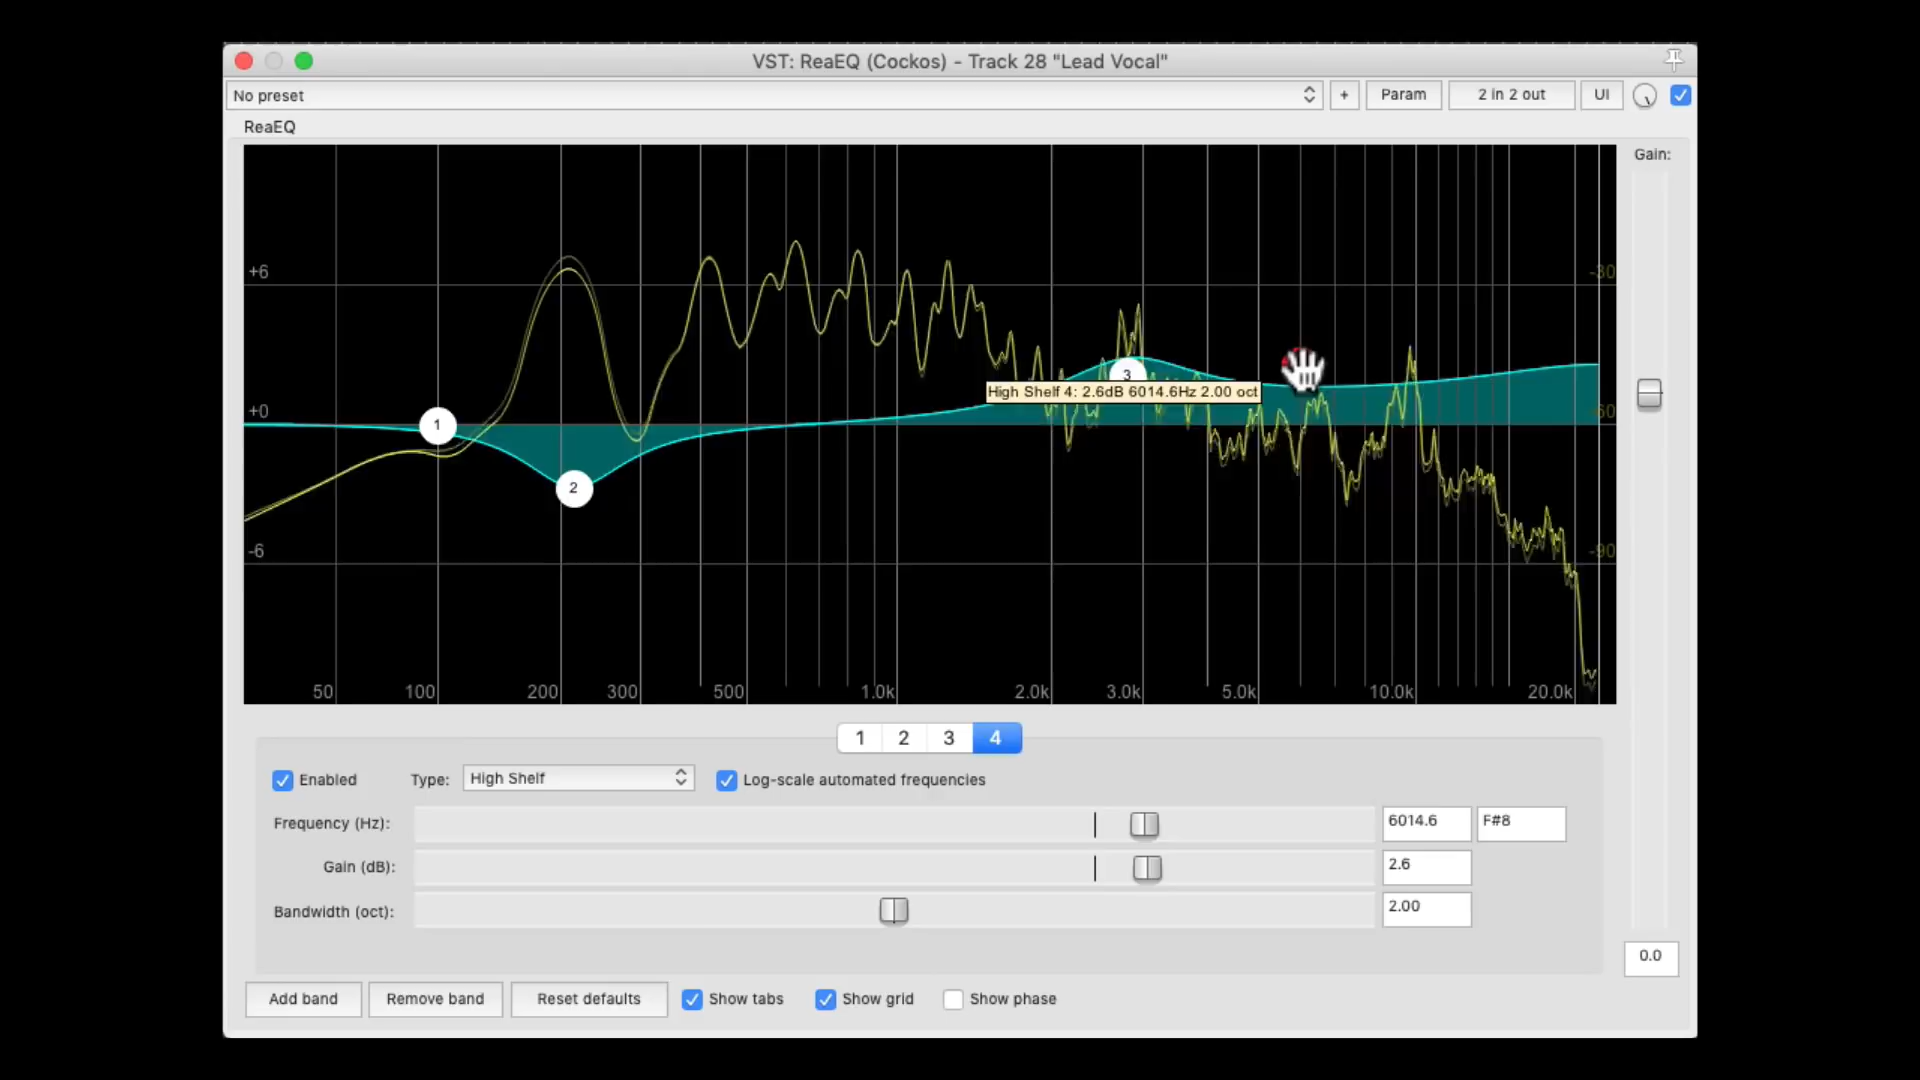 VST: ReaEQ (Cockos) - Track 28 "Lead Vocal"
No preset
+
Param
2 in 2 out
UI
ReaEQ
Gain:
+6
-30
3
High Shelf 4: 2.6dB 6014.6Hz 2.00 oct
+0
-60
1
2
-6
-90
50
100
200
300
500
1.0k
2.0k
3.0k
5.0k
10.0k
20.0k
1
2
3
4
Enabled
Type:
High Shelf
Log-scale automated frequencies
Frequency (Hz):
6014.6
F#8
Gain (dB):
2.6
Bandwidth (oct):
2.00
0.0
Add band
Remove band
Reset defaults
Show tabs
Show grid
Show phase